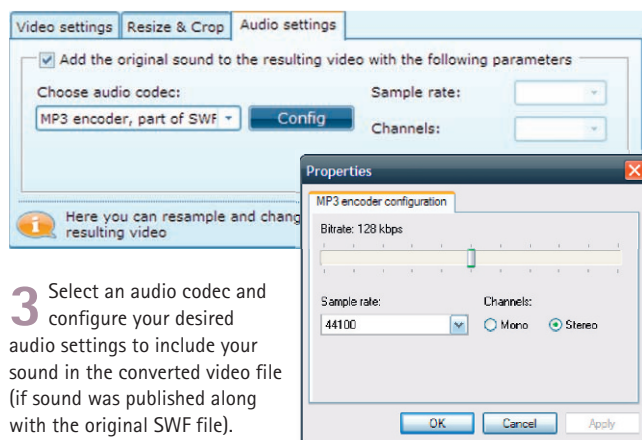 Video settings Resize & Crop Audio settings
Add the original sound to the resulting video with the following parameters
Choose audio codec:
Sample rate:
MP3 encoder, part of SWF
Config
Channels:
Here you can resample and chang
resulting video
Properties
MP3 encoder configuration
Bitrate: 128 kbps
Sample rate:
Channels:
44100
Mono
Stereo
OK
Cancel
Apply
3 Select an audio codec and
configure your desired
audio settings to include your
sound in the converted video file
(if sound was published along
with the original SWF file).